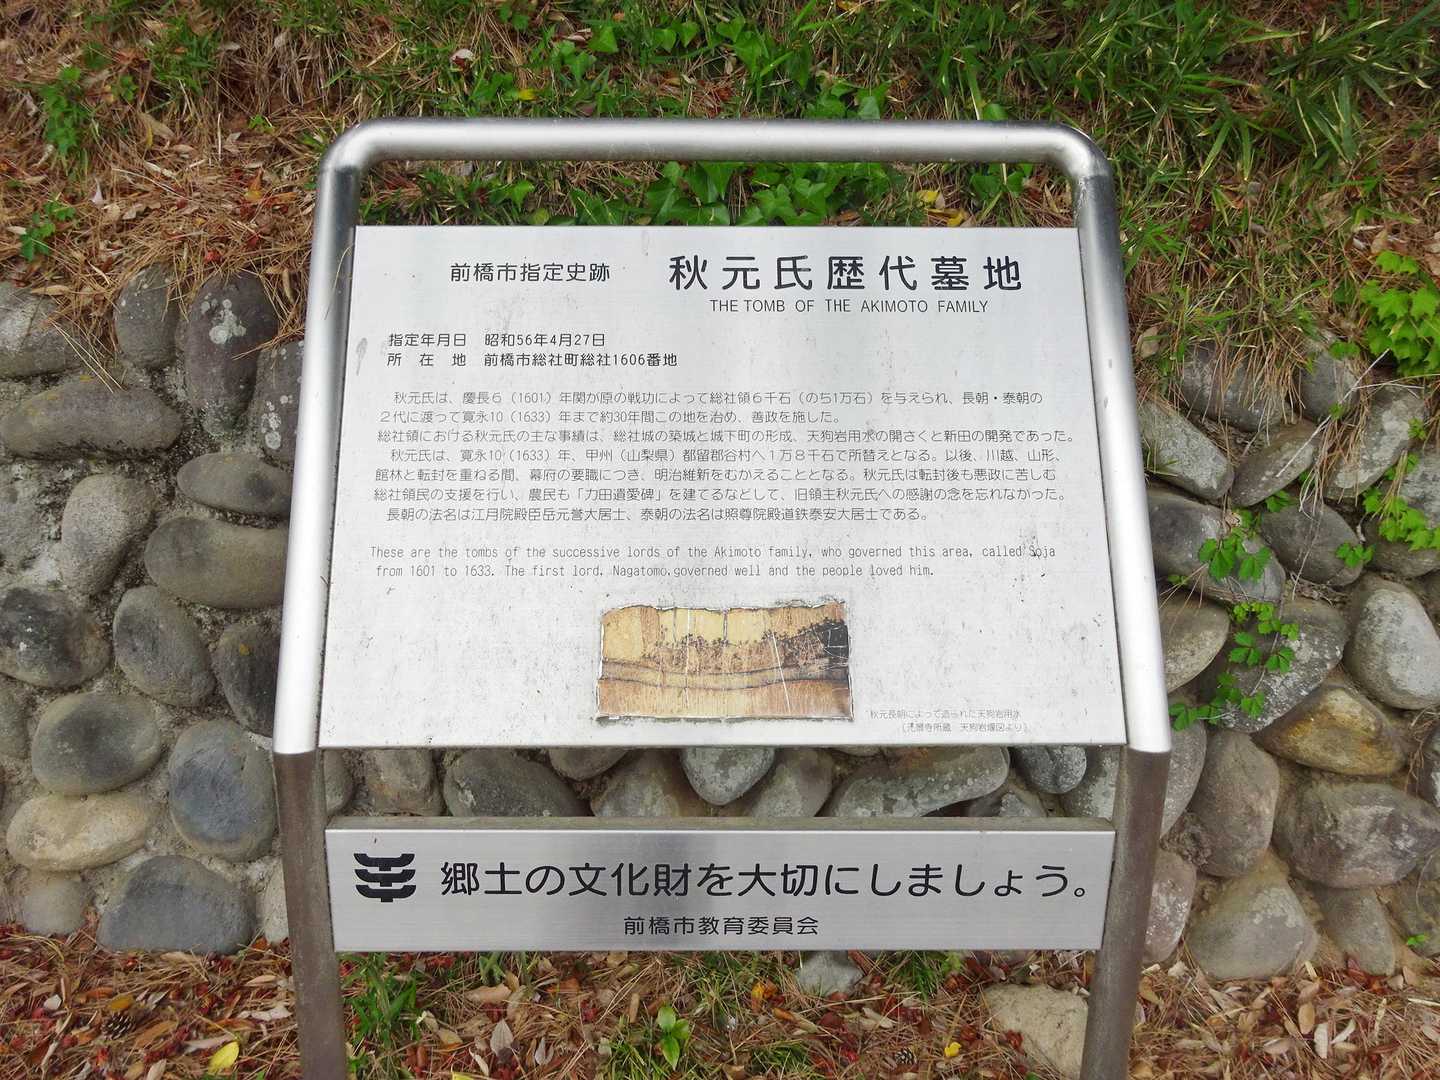 前橋市指定史跡 秋元氏歴代墓地
THE TOMB OF THE AKIMOTO FAMILY
指定年月日 昭和56年4月27日
所在地 前橋市総社町総社1606番地
秋元氏は、慶長6（1601）年関が原の戦功によって総社領6千石（のち1万石）を与えられ、長朝・泰朝の
2代に渡って寛永10（1633）年まで約30年間この地を治め、善政を施した。
総社領における秋元氏の主な事績は、総社城の築城と城下町の形成、天狗岩用水の開さくと新田の開発であった。
秋元氏は、寛永10（1633）年、甲州（山梨県）都留郡谷村へ1万8千石で所替えとなる。以後、川越、山形、
館林と転封を重ねる間、幕府の要職につき、明治維新をむかえることとなる。秋元氏は転封後も悪政に苦しむ
総社領民の支援を行い、農民も「力田遺愛碑」を建てるなどして、旧領主秋元氏への感謝の念を忘れなかった。
長朝の法名は江月院殿巨岳元誉大居士、泰朝の法名は照尊院殿道鉄泰安大居士である。
These are the tombs of the successive lords of the Akimoto family, who governed this area, called Soja
from 1601 to 1633. The first lord, Nagatomo,governed well and the people loved him.
秋元長朝によって造られた天狗岩用水
郷土の文化財を大切にしましょう。
前橋市教育委員会